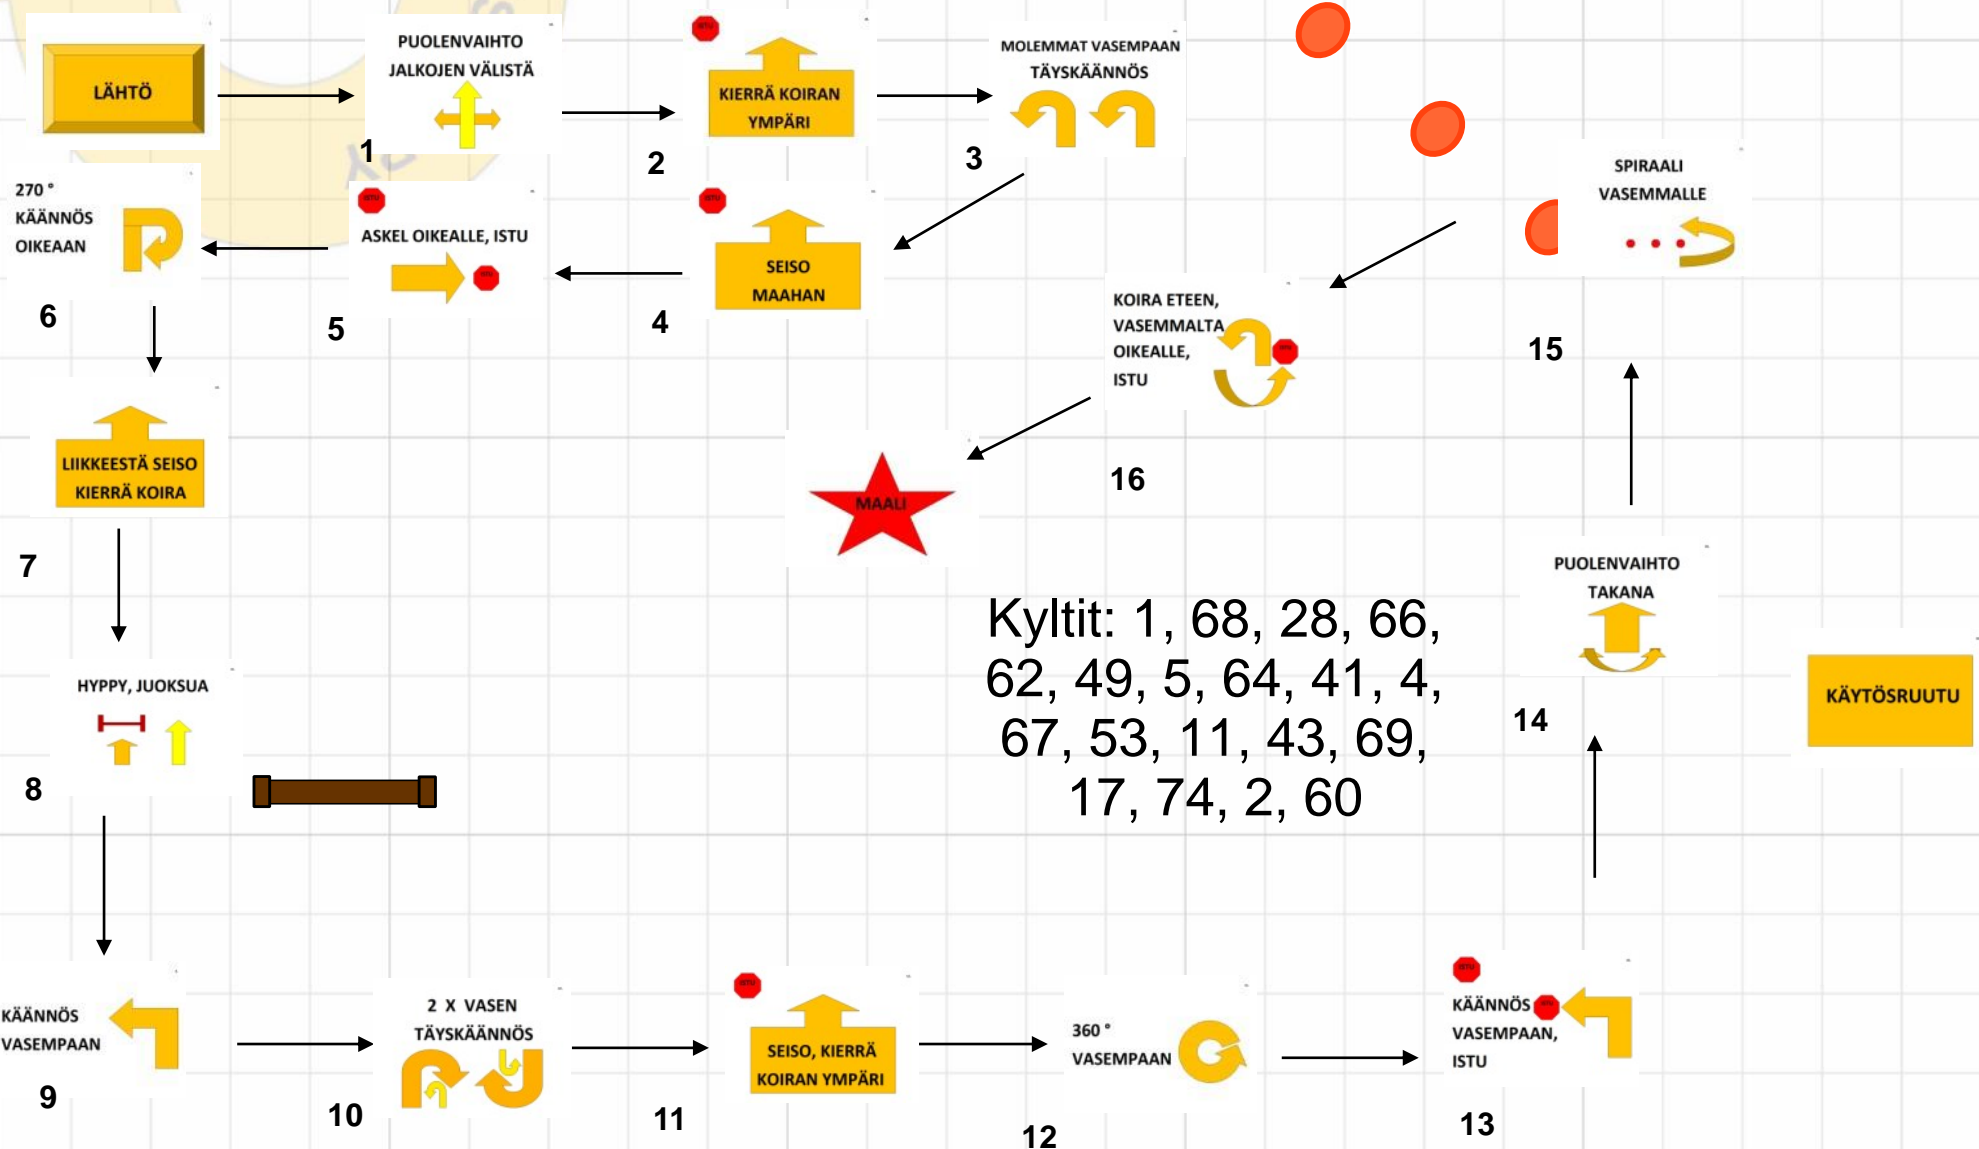 LÄHTÖ
PUOLENVAIHTO
JALKOJEN VÄLISTÄ
1
KIERRÄ KOIRAN
YMPÄRI
2
MOLEMMAT VASEMPAAN
TÄYSKÄÄNNÖS
3
SEISO
MAAHAN
4
ISTU
ASKEL OIKEALLE, ISTU
5
270 °
KÄÄNNÖS
OIKEAAN
6
LIIKKEESTÄ SEISO
KIERRÄ KOIRA
7
HYPPY, JUOKSUA
8
KÄÄNNÖS
VASEMPAAN
9
2 X VASEN
TÄYSKÄÄNNÖS
10
SEISO, KIERRÄ
KOIRAN YMPÄRI
11
360 °
VASEMPAAN
12
KÄÄNNÖS
VASEMPAAN,
ISTU
13
PUOLENVAIHTO
TAKANA
14
SPIRAALI
VASEMMALLE
15
KOIRA ETEEN,
VASEMMALTA
OIKEALLE,
ISTU
16
MAALI
Kyltit: 1, 68, 28, 66,
62, 49, 5, 64, 41, 4,
67, 53, 11, 43, 69,
17, 74, 2, 60
KÄYTÖSRUUTU